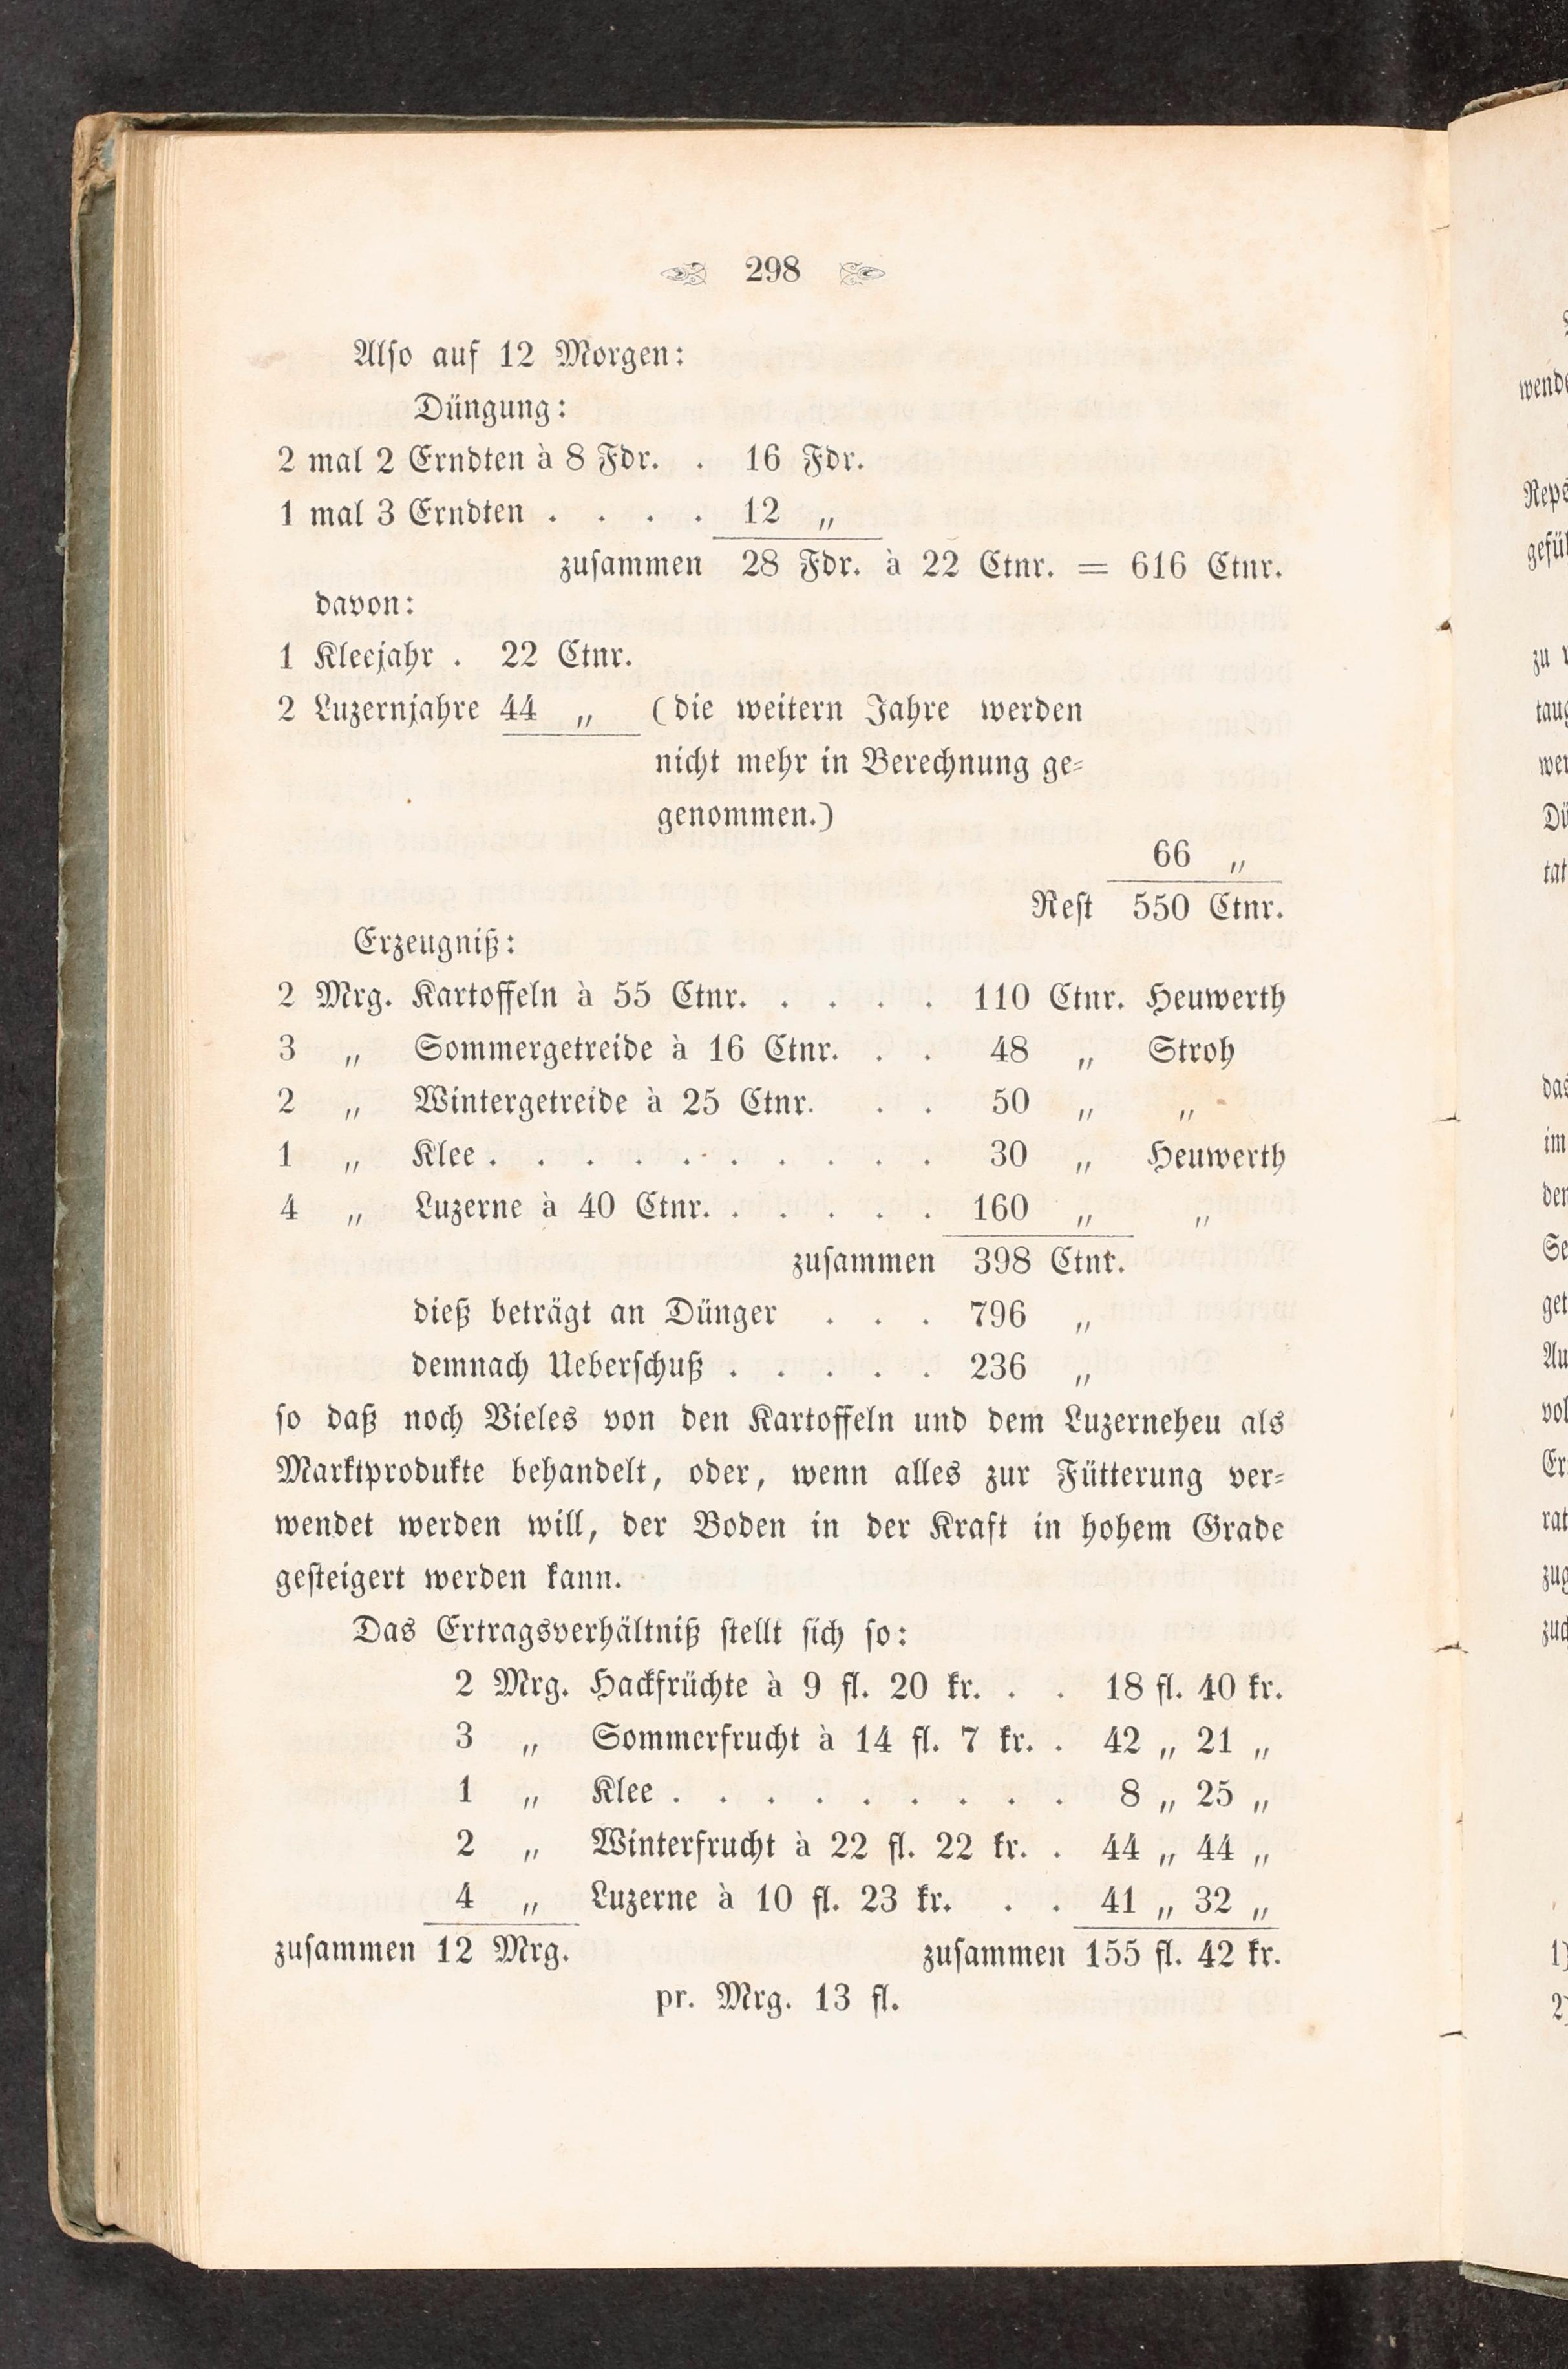 298
Also auf 12 Morgen:
Düngung:
2 mal 2 Erndten à 8 Fdr. . 16 Fdr.
1 mal 3 Erndten . . . . 12 „
zusammen 28 Fdr. à 22 Ctnr. = 616 Ctnr.
davon:
1 Kleejahr . 22 Ctnr.
2 Luzernjahre 44 „ (die weitern Jahre werden
nicht mehr in Berechnung ge-
genommen.)
66 „
Rest 550 Ctnr.
Erzeugniß:
2 Mrg. Kartoffeln à 55 Ctnr. . . . . 110 Ctnr. Heuwerth
3 „ Sommergetreide à 16 Ctnr. . . 48 „ Stroh
2 „ Wintergetreide à 25 Ctnr. . . 50 „ „
1 „ Klee . . . . . . . . . . 30 „ Heuwerth
4 „ Luzerne à 40 Ctnr. . . . . . 160 „ „
zusammen 398 Ctnr.
dieß beträgt an Dünger . . . 796 „
demnach Ueberschuß . . . . . 236 „
so daß noch Vieles von den Kartoffeln und dem Luzerneheu als
Marktprodukte behandelt, oder, wenn alles zur Fütterung ver-
wendet werden will, der Boden in der Kraft in hohem Grade
gesteigert werden kann.
Das Ertragsverhältniß stellt sich so:
2 Mrg. Hackfrüchte à 9 fl. 20 kr. . . 18 fl. 40 kr.
3 „ Sommerfrucht à 14 fl. 7 kr. . 42 „ 21 „
1 „ Klee . . . . . . . . . 8 „ 25 „
2 „ Winterfrucht à 22 fl. 22 kr. . 44 „ 44 „
4 „ Luzerne à 10 fl. 23 kr. . . 41 „ 32 „
zusammen 12 Mrg. zusammen 155 fl. 42 kr.
pr. Mrg. 13 fl.